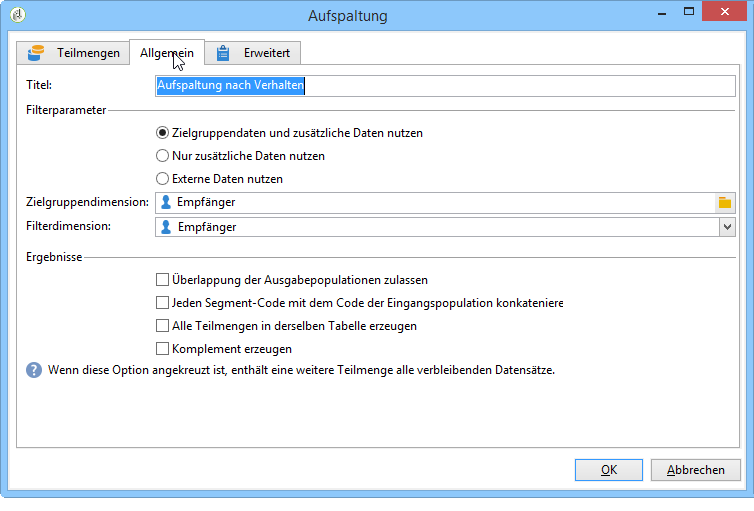 Aufspaltung
Teilmengen Allgemein Erweitert
Titel: Aufspaltung nach Verhalten
Filterparameter
Zielgruppendaten und zusätzliche Daten nutzen
Nur zusätzliche Daten nutzen
Externe Daten nutzen
Zielgruppendimension: Empfänger
Filterdimension: Empfänger
Ergebnisse
Überlappung der Ausgabepopulationen zulassen
Jeden Segment-Code mit dem Code der Eingangspopulation konkateniere
Alle Teilmengen in derselben Tabelle erzeugen
Komplement erzeugen
? Wenn diese Option angekreuzt ist, enthält eine weitere Teilmenge alle verbleibenden Datensätze.
OK Abbrechen